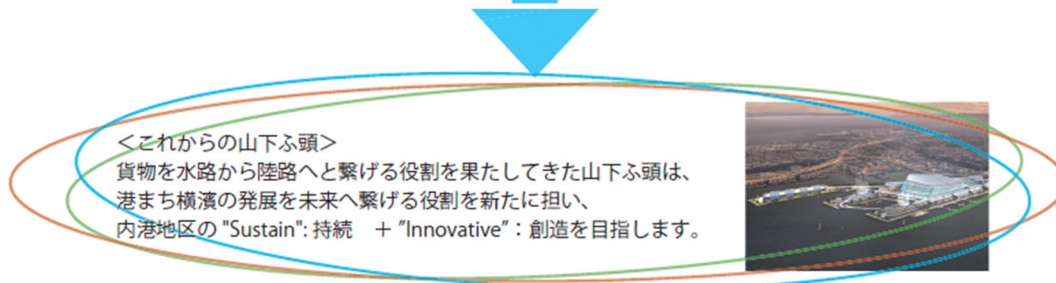 ＜これからの山下ふ頭＞
貨物を水路から陸路へと繋げる役割を果たしてきた山下ふ頭は、
港まち横濱の発展を未来へ繋げる役割を新たに担い、
内港地区の "Sustain": 持続　＋ ”Innovative”：創造を目指します。